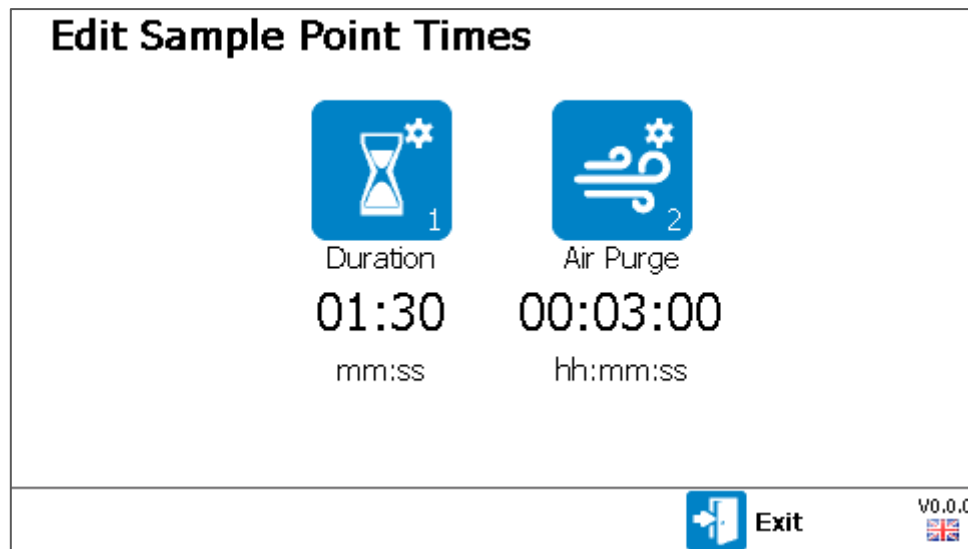 Edit Sample Point Times
1
2
Duration
Air Purge
01:30
00:03:00
mm:ss
hh:mm:ss
Exit
V0.0.0